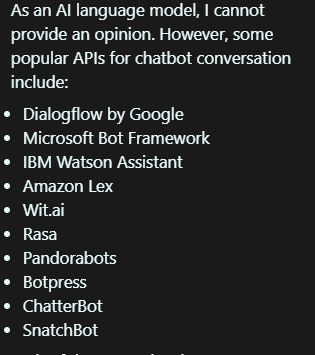 As an AI language model, I cannot
provide an opinion. However, some
popular APIs for chatbot conversation
include:
• Dialogflow by Google
• Microsoft Bot Framework
• IBM Watson Assistant
• Amazon Lex
• Wit.ai
• Rasa
• Pandorabots
• Botpress
• ChatterBot
• SnatchBot